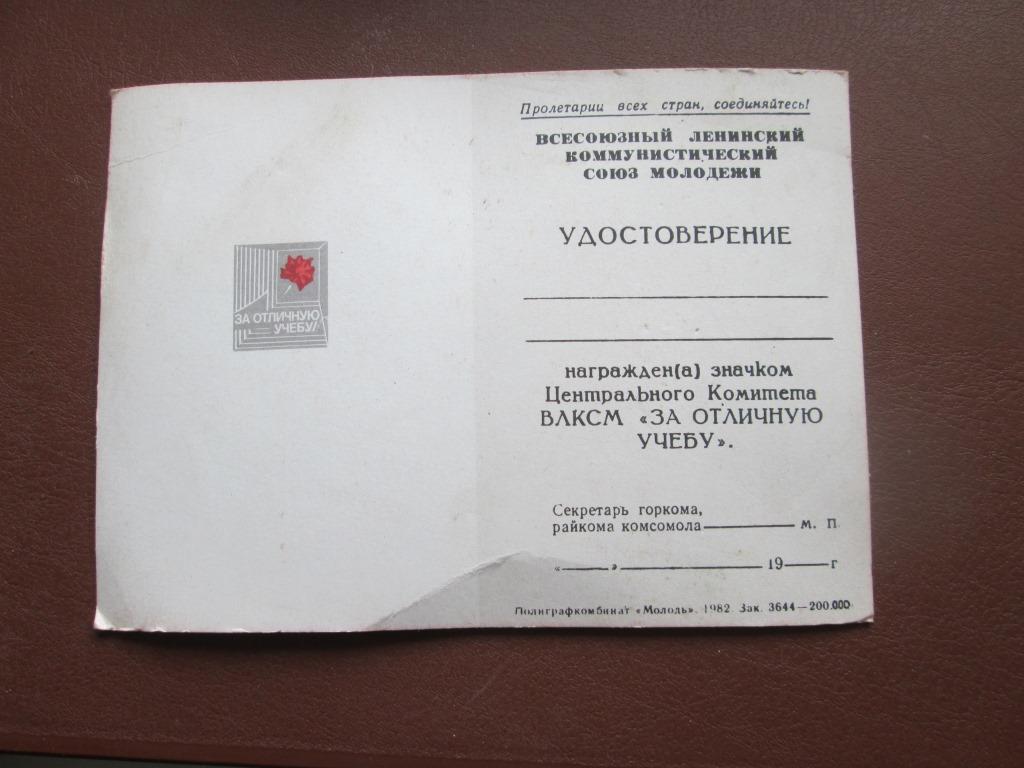 ЗА ОТЛИЧНУЮ
УЧЕБУ
Пролетарии всех стран, соединяйтесь!
ВСЕСОЮЗНЫЙ ЛЕНИНСКИЙ
КОММУНИСТИЧЕСКИЙ
СОЮЗ МОЛОДЕЖИ
УДОСТОВЕРЕНИЕ
награжден(а) значком
Центрального Комитета
ВЛКСМ «ЗА ОТЛИЧНУЮ
УЧЕБУ».
Секретарь горкома,
райкома комсомола — м. п.
«—» — 19 — г
Полиграфкомбинат «Молодь». 1982. Зак. 3644—200.000